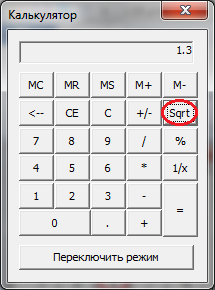 Калькулятор
1.3
MC MR MS M+ M-
<-- CE C +/- Sqrt
7 8 9 / %
4 5 6 * 1/x
1 2 3 - =
0 . +
Переключить режим